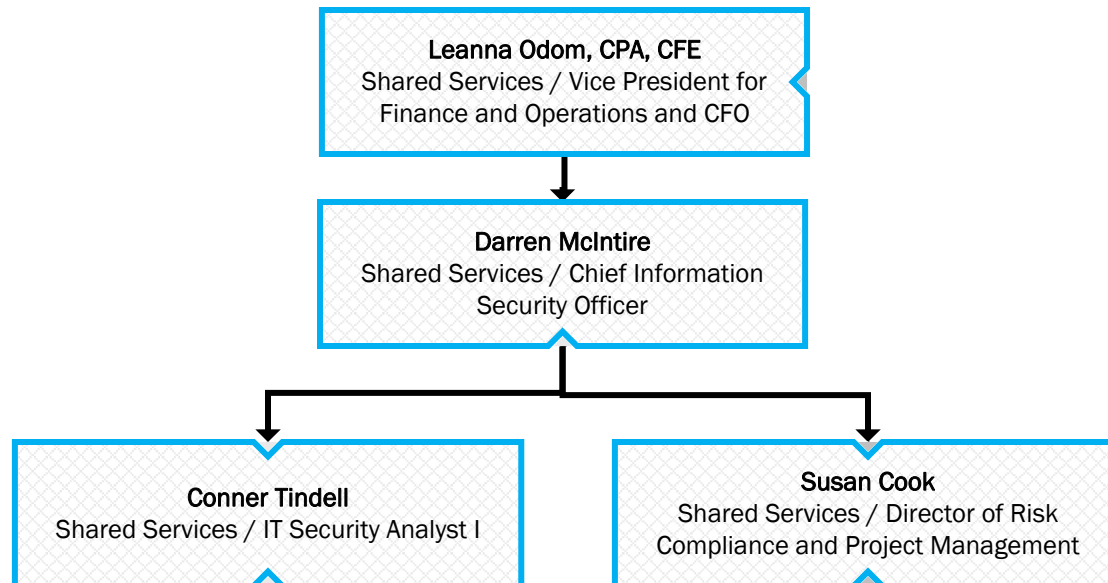 Leanna Odom, CPA, CFE
Shared Services / Vice President for
Finance and Operations and CFO
Darren McIntire
Shared Services / Chief Information
Security Officer
Conner Tindell
Shared Services / IT Security Analyst I
Susan Cook
Shared Services / Director of Risk
Compliance and Project Management